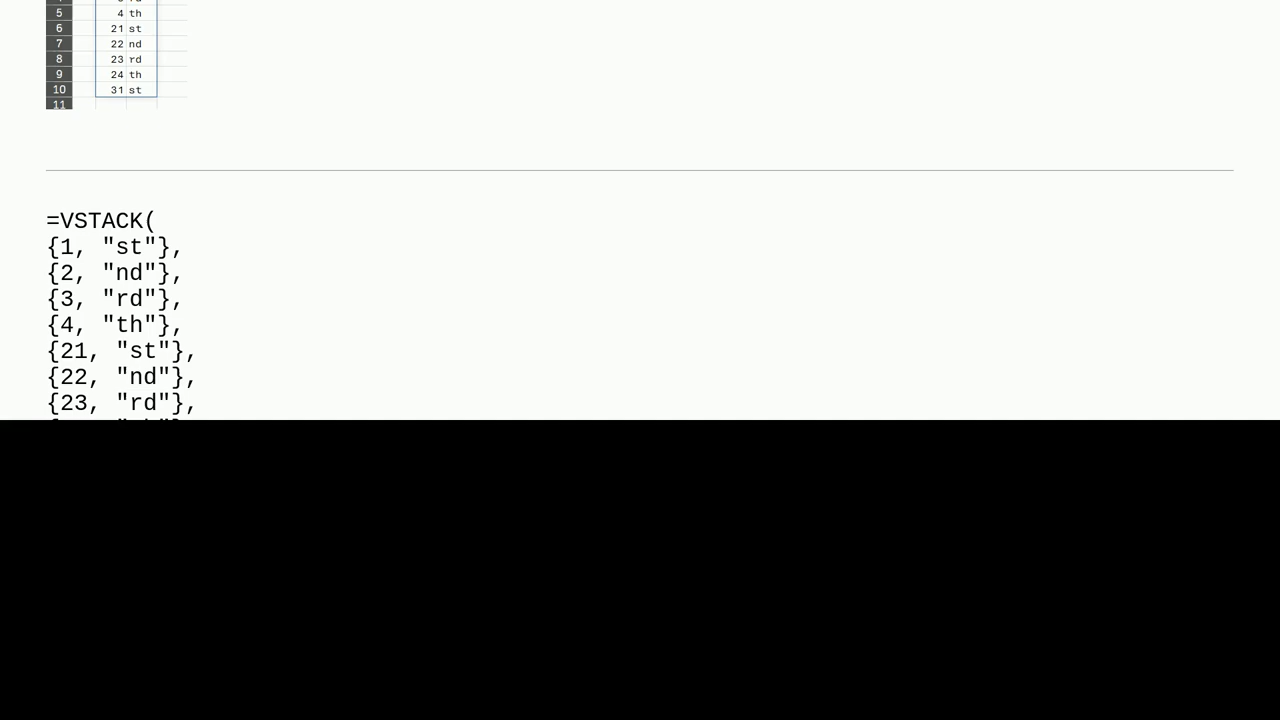 5 4 th
6 21 st
7 22 nd
8 23 rd
9 24 th
10 31 st
11
=VSTACK(
{1, "st"},
{2, "nd"},
{3, "rd"},
{4, "th"},
{21, "st"},
{22, "nd"},
{23, "rd"},